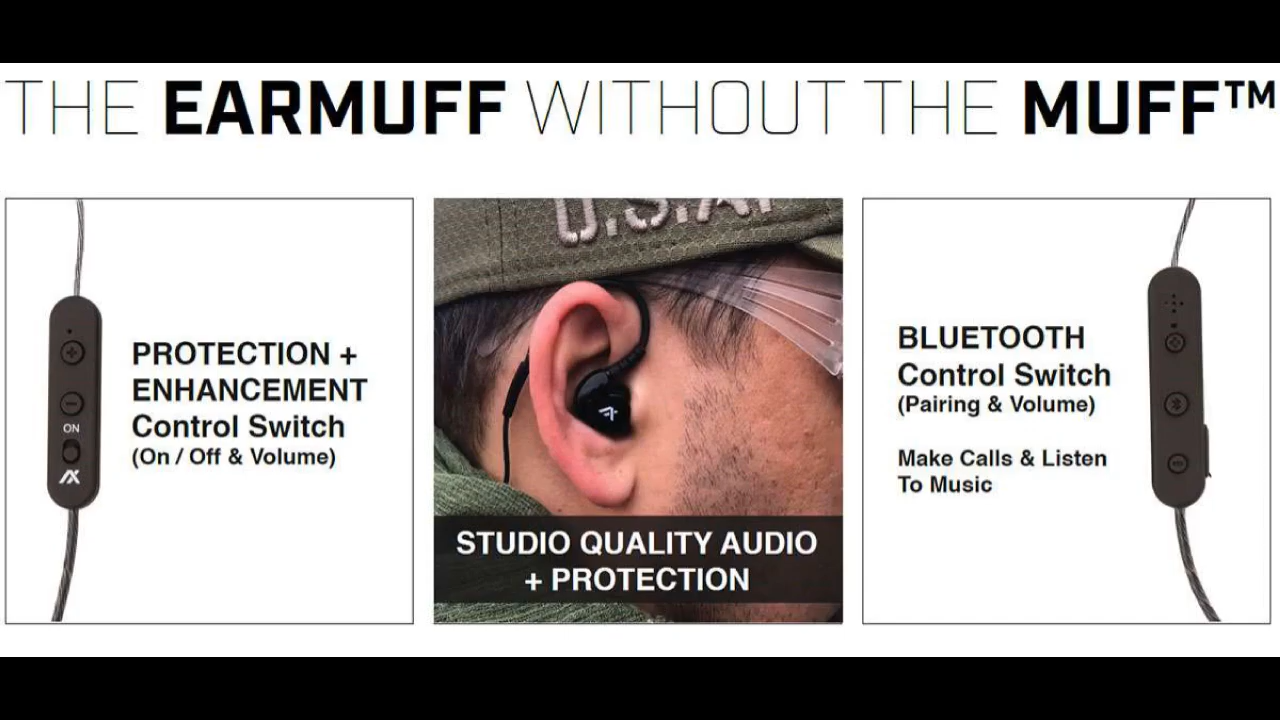 THE EARMUFF WITHOUT THE MUFF™
ON
PROTECTION +
ENHANCEMENT
Control Switch
(On / Off & Volume)
STUDIO QUALITY AUDIO
+ PROTECTION
BLUETOOTH
Control Switch
(Pairing & Volume)
Make Calls & Listen
To Music